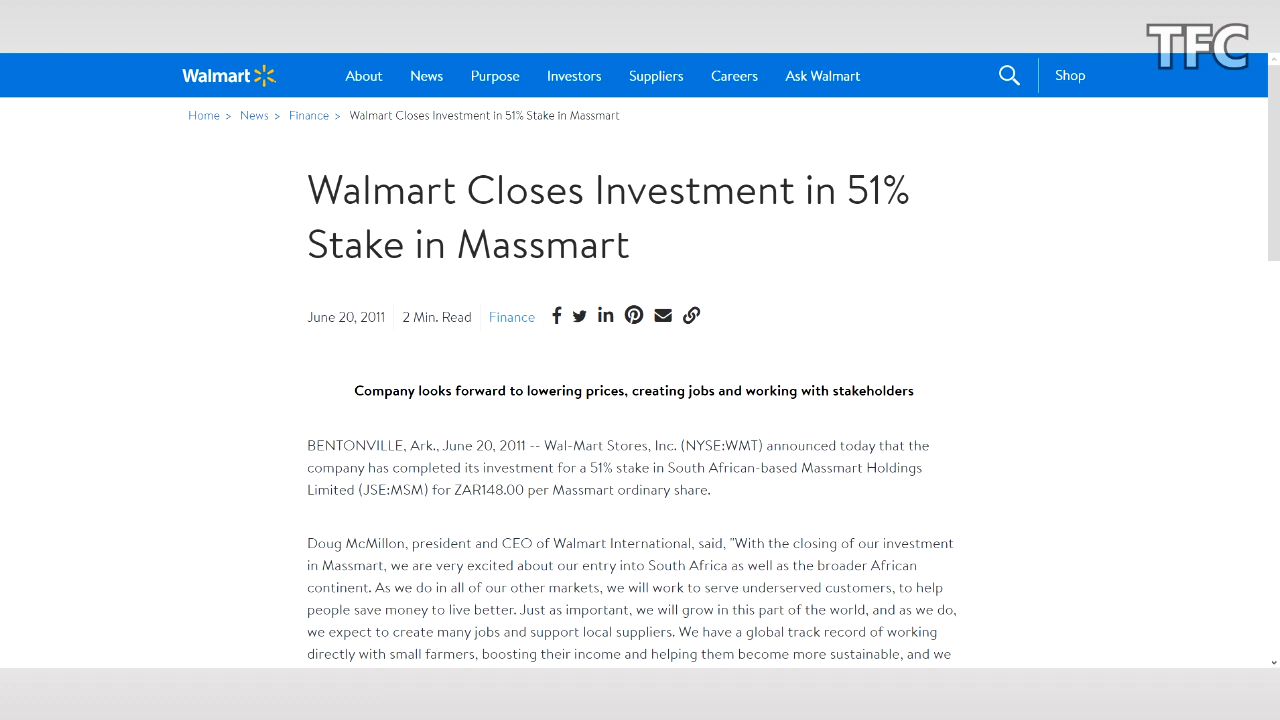 TFC
Walmart
About News Purpose Investors Suppliers Careers Ask Walmart Shop
Home > News > Finance > Walmart Closes Investment in 51% Stake in Massmart
Walmart Closes Investment in 51%
Stake in Massmart
June 20, 2011 2 Min. Read Finance
Company looks forward to lowering prices, creating jobs and working with stakeholders
BENTONVILLE, Ark., June 20, 2011 -- Wal-Mart Stores, Inc. (NYSE:WMT) announced today that the
company has completed its investment for a 51% stake in South African-based Massmart Holdings
Limited (JSE:MSM) for ZAR148.00 per Massmart ordinary share.
Doug McMillon, president and CEO of Walmart International, said, "With the closing of our investment
in Massmart, we are very excited about our entry into South Africa as well as the broader African
continent. As we do in all of our other markets, we will work to serve underserved customers, to help
people save money to live better. Just as important, we will grow in this part of the world, and as we do,
we expect to create many jobs and support local suppliers. We have a global track record of working
directly with small farmers, boosting their income and helping them become more sustainable, and we